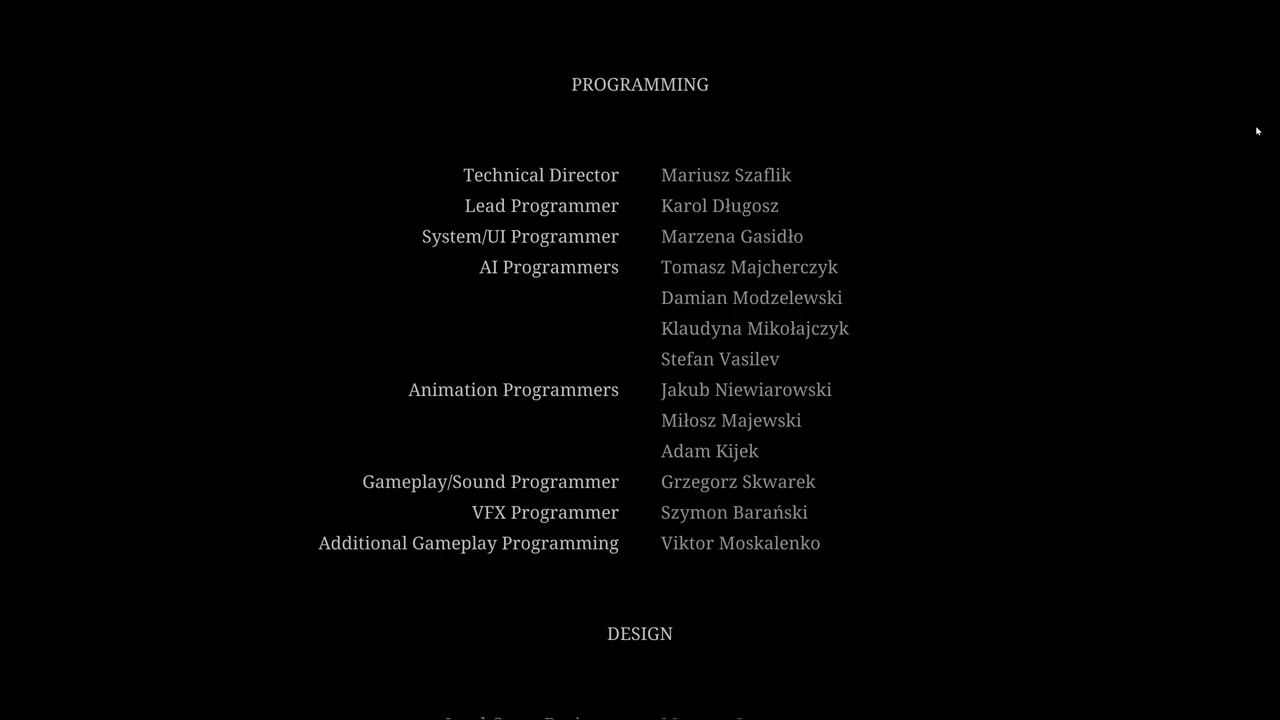 PROGRAMMING
Technical Director Mariusz Szaflik
Lead Programmer Karol Długosz
System/UI Programmer Marzena Gasidło
AI Programmers Tomasz Majcherczyk
Damian Modzelewski
Klaudyna Mikołajczyk
Stefan Vasilev
Animation Programmers Jakub Niewiarowski
Miłosz Majewski
Adam Kijek
Gameplay/Sound Programmer Grzegorz Skwarek
VFX Programmer Szymon Barański
Additional Gameplay Programming Viktor Moskalenko
DESIGN